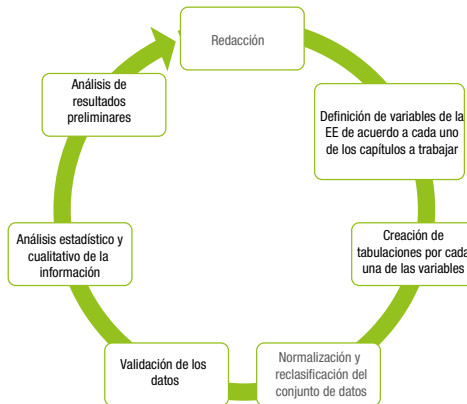 Redacción
Definición de variables de la
EE de acuerdo a cada uno
de los capítulos a trabajar
Creación de
tabulaciones por cada
una de las variables
Normalización y
reclasificación del
conjunto de datos
Validación de los
datos
Análisis estadístico y
cualitativo de la
información
Análisis de
resultados
preliminares